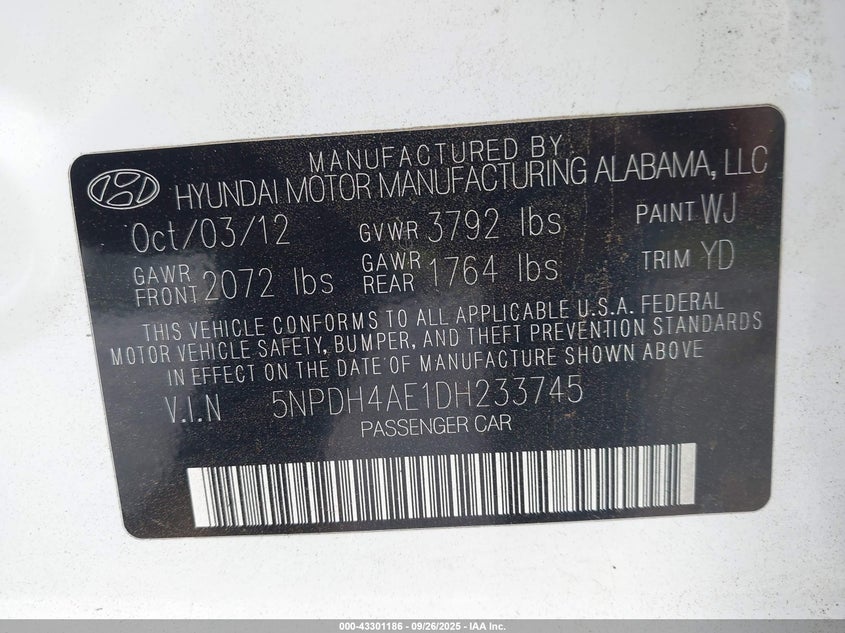 MANUFACTURED BY
HYUNDAI MOTOR MANUFACTURING ALABAMA, LLC
Oct/03/12 GVWR 3792 lbs PAINT WJ
GAWR FRONT 2072 lbs GAWR REAR 1764 lbs TRIM YD
THIS VEHICLE CONFORMS TO ALL APPLICABLE U.S.A. FEDERAL
MOTOR VEHICLE SAFETY, BUMPER, AND THEFT PREVENTION STANDARDS
IN EFFECT ON THE DATE OF MANUFACTURE SHOWN ABOVE
V.I.N 5NPDH4AE1DH233745
PASSENGER CAR
000-43301186 - 09/26/2025 - IAA Inc.